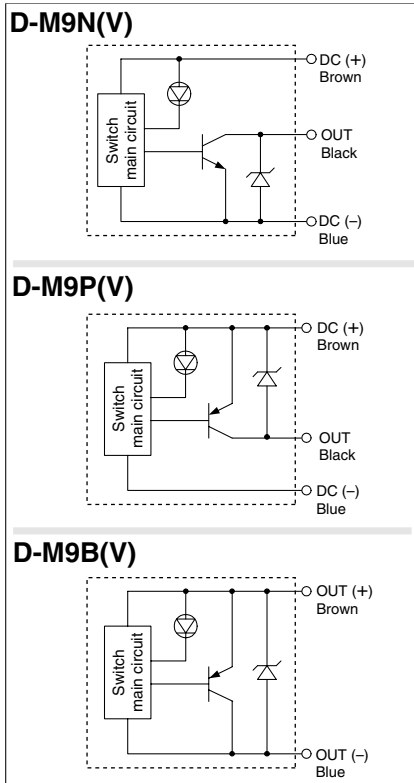 D-M9N(V)
DC (+)
Brown
Switch
main circuit
OUT
Black
DC (–)
Blue
D-M9P(V)
DC (+)
Brown
Switch
main circuit
OUT
Black
DC (–)
Blue
D-M9B(V)
OUT (+)
Brown
Switch
main circuit
OUT (–)
Blue